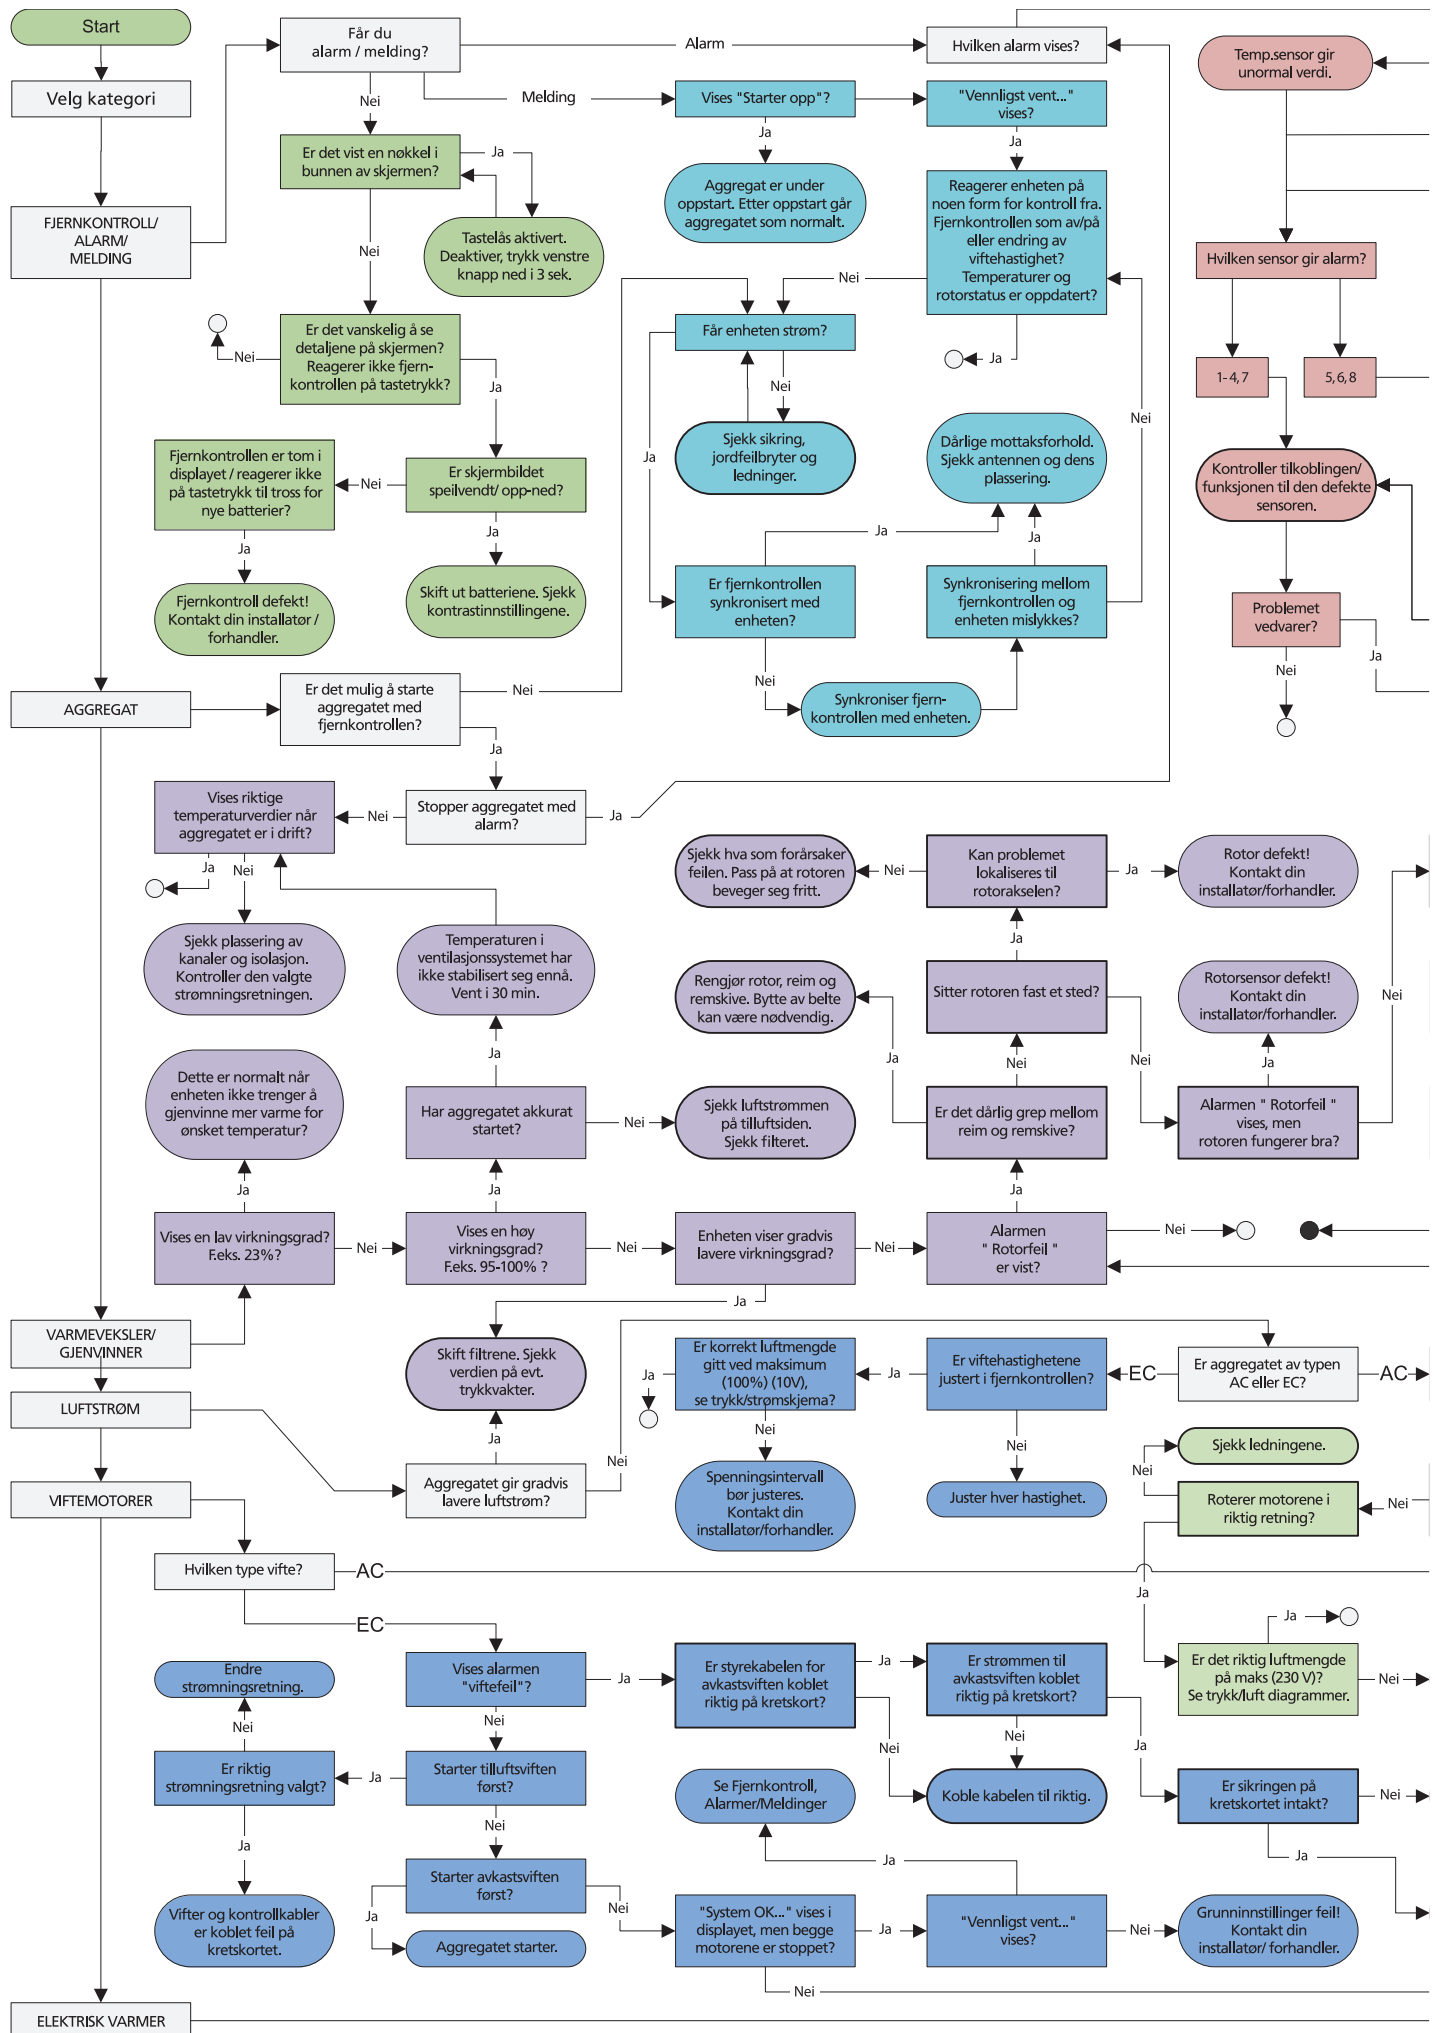 Start
Velg kategori
FJERNKONTROLL/
ALARM/
MELDING
Får du
alarm / melding?
Alarm
Melding
Nei
Hvilken alarm vises?
Vises "Starter opp"?
"Vennligst vent..."
vises?
Ja
Ja
Aggregat er under
oppstart. Etter oppstart går
aggregatet som normalt.
Reagerer enheten på
noen form for kontroll fra.
Fjernkontrollen som av/på
eller endring av
viftehastighet?
Temperaturer og
rotorstatus er oppdatert?
Nei
Ja
Nei
Er det vist en nøkkel i
bunnen av skjermen?
Ja
Nei
Tastelås aktivert.
Deaktiver, trykk venstre
knapp ned i 3 sek.
Er det vanskelig å se
detaljene på skjermen?
Reagerer ikke fjern-
kontrollen på tastetrykk?
Nei
Ja
Fjernkontrollen er tom i
displayet / reagerer ikke
på tastetrykk til tross for
nye batterier?
Nei
Er skjermbildet
speilvendt/ opp-ned?
Ja
Ja
Fjernkontroll defekt!
Kontakt din installatør /
forhandler.
Skift ut batteriene. Sjekk
kontrastinnstillingene.
Får enheten strøm?
Nei
Ja
Sjekk sikring,
jordfeilbryter og
ledninger.
Dårlige mottaksforhold.
Sjekk antennen og dens
plassering.
Ja
Ja
Er fjernkontrollen
synkronisert med
enheten?
Synkronisering mellom
fjernkontrollen og
enheten mislykkes?
Nei
Synkroniser fjern-
kontrollen med enheten.
Temp.sensor gir
unormal verdi.
Hvilken sensor gir alarm?
1-4,7
5,6,8
Kontroller tilkoblingen/
funksjonen til den defekte
sensoren.
Problemet
vedvarer?
Nei
Ja
AGGREGAT
Er det mulig å starte
aggregatet med
fjernkontrollen?
Nei
Ja
Vises riktige
temperaturverdier når
aggregatet er i drift?
Nei
Stopper aggregatet med
alarm?
Ja
Ja
Nei
Sjekk plassering av
kanaler og isolasjon.
Kontroller den valgte
strømningsretningen.
Temperaturen i
ventilasjonssystemet har
ikke stabilisert seg ennå.
Vent i 30 min.
Ja
Sjekk hva som forårsaker
feilen. Pass på at rotoren
beveger seg fritt.
Nei
Kan problemet
lokaliseres til
rotorakselen?
Ja
Rotor defekt!
Kontakt din
installatør/forhandler.
Ja
Rengjør rotor, reim og
remskive. Bytte av belte
kan være nødvendig.
Sitter rotoren fast et sted?
Rotorsensor defekt!
Kontakt din
installatør/forhandler.
Nei
Ja
Nei
Nei
Ja
Dette er normalt når
enheten ikke trenger å
gjenvinne mer varme for
ønsket temperatur?
Har aggregatet akkurat
startet?
Nei
Sjekk luftstrømmen
på tilluftsiden.
Sjekk filteret.
Er det dårlig grep mellom
reim og remskive?
Alarmen " Rotorfeil "
vises, men
rotoren fungerer bra?
Ja
Ja
Ja
Vises en lav virkningsgrad?
F.eks. 23%?
Nei
Vises en høy
virkningsgrad?
F.eks. 95-100% ?
Nei
Enheten viser gradvis
lavere virkningsgrad?
Nei
Alarmen
" Rotorfeil "
er vist?
Nei
Ja
VARMEVEKSLER/
GJENVINNER
LUFTSTRØM
VIFTEMOTORER
Skift filtrene. Sjekk
verdien på evt.
trykkvakter.
Ja
Aggregatet gir gradvis
lavere luftstrøm?
Nei
Ja
Er korrekt luftmengde
gitt ved maksimum
(100%) (10V),
se trykk/strømskjema?
Ja
Er viftehastighetene
justert i fjernkontrollen?
EC
Er aggregatet av typen
AC eller EC?
AC
Nei
Nei
Spenningsintervall
bør justeres.
Kontakt din
installatør/forhandler.
Juster hver hastighet.
Sjekk ledningene.
Nei
Roterer motorene i
riktig retning?
Nei
Ja
Hvilken type vifte?
AC
EC
Ja
Endre
strømningsretning.
Vises alarmen
"viftefeil"?
Ja
Er styrekabelen for
avkastsviften koblet
riktig på kretskort?
Ja
Er strømmen til
avkastsviften koblet
riktig på kretskort?
Er det riktig luftmengde
på maks (230 V)?
Se trykk/luft diagrammer.
Nei
Nei
Nei
Nei
Nei
Ja
Er riktig
strømningsretning valgt?
Ja
Starter tilluftsviften
først?
Se Fjernkontroll,
Alarmer/Meldinger
Koble kabelen til riktig.
Er sikringen på
kretskortet intakt?
Nei
Ja
Nei
Ja
Ja
Starter avkastsviften
først?
Ja
Nei
Vifter og kontrollkabler
er koblet feil på
kretskortet.
Aggregatet starter.
"System OK..." vises i
displayet, men begge
motorene er stoppet?
Ja
"Vennligst vent..."
vises?
Nei
Grunninnstillinger feil!
Kontakt din
installatør/ forhandler.
Nei
ELEKTRISK VARMER